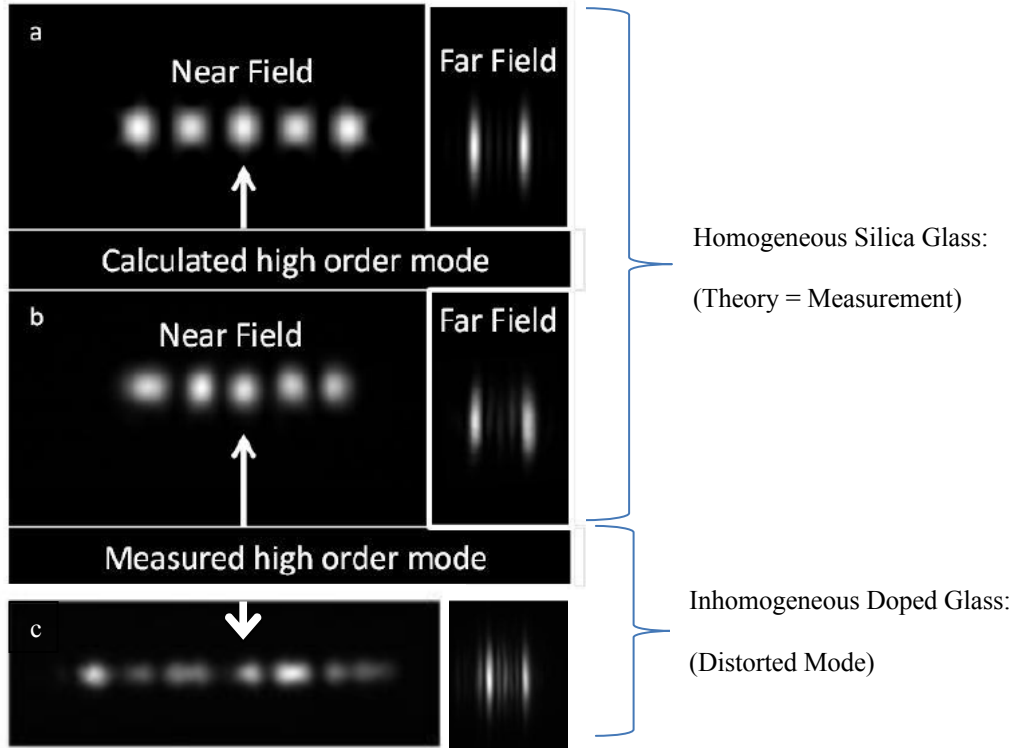 a
Near Field
Far Field
Calculated high order mode
b
Near Field
Far Field
Measured high order mode
c
Homogeneous Silica Glass:
(Theory = Measurement)
Inhomogeneous Doped Glass:
(Distorted Mode)